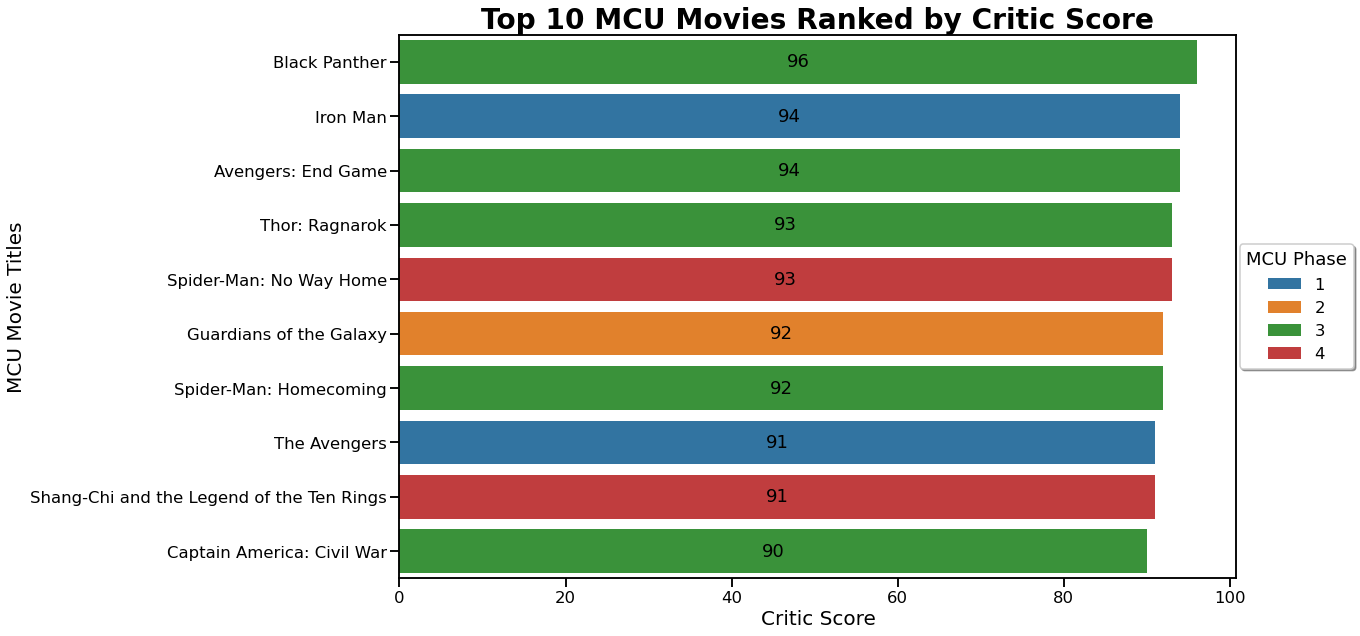 Top 10 MCU Movies Ranked by Critic Score
MCU Movie Titles
Black Panther 96
Iron Man 94
Avengers: End Game 94
Thor: Ragnarok 93
Spider-Man: No Way Home 93
Guardians of the Galaxy 92
Spider-Man: Homecoming 92
The Avengers 91
Shang-Chi and the Legend of the Ten Rings 91
Captain America: Civil War 90
0 20 40 60 80 100
Critic Score
MCU Phase
1
2
3
4